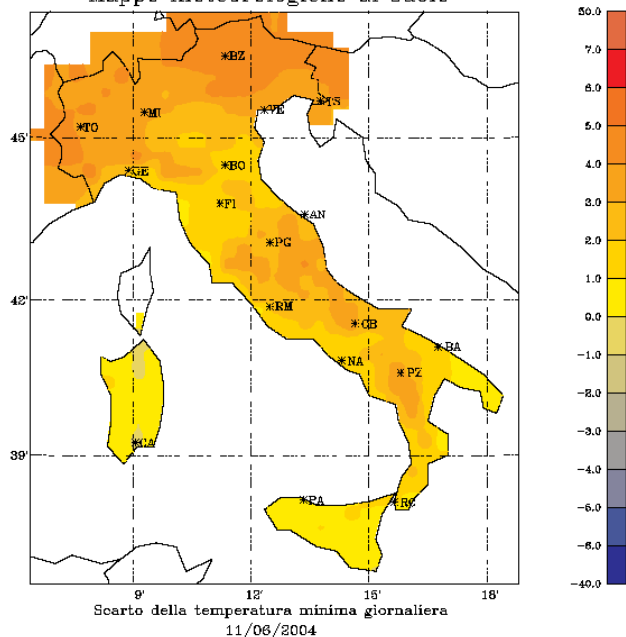 Mappe meteorologiche al suolo
50.0
*BZ
7.0
6.0
*TS
*MI
*VE
5.0
*TO
45'
4.0
*BO
*GE
3.0
*FI
*AN
2.0
*PG
42'
*RM
1.0
*CB
0.0
*BA
*NA
-1.0
*PZ
-2.0
*CA
39'
-3.0
-4.0
*PA
*RC
-6.0
-5.0
-40.0
9'
12'
15'
18'
Scarto della temperatura minima giornaliera
11/06/2004